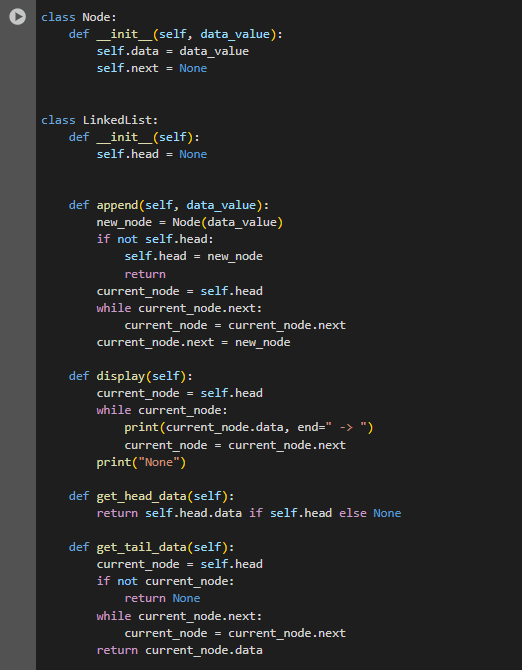 class Node:
    def __init__(self, data_value):
        self.data = data_value
        self.next = None


class LinkedList:
    def __init__(self):
        self.head = None


    def append(self, data_value):
        new_node = Node(data_value)
        if not self.head:
            self.head = new_node
            return
        current_node = self.head
        while current_node.next:
            current_node = current_node.next
        current_node.next = new_node

    def display(self):
        current_node = self.head
        while current_node:
            print(current_node.data, end=" -> ")
            current_node = current_node.next
        print("None")

    def get_head_data(self):
        return self.head.data if self.head else None

    def get_tail_data(self):
        current_node = self.head
        if not current_node:
            return None
        while current_node.next:
            current_node = current_node.next
        return current_node.data